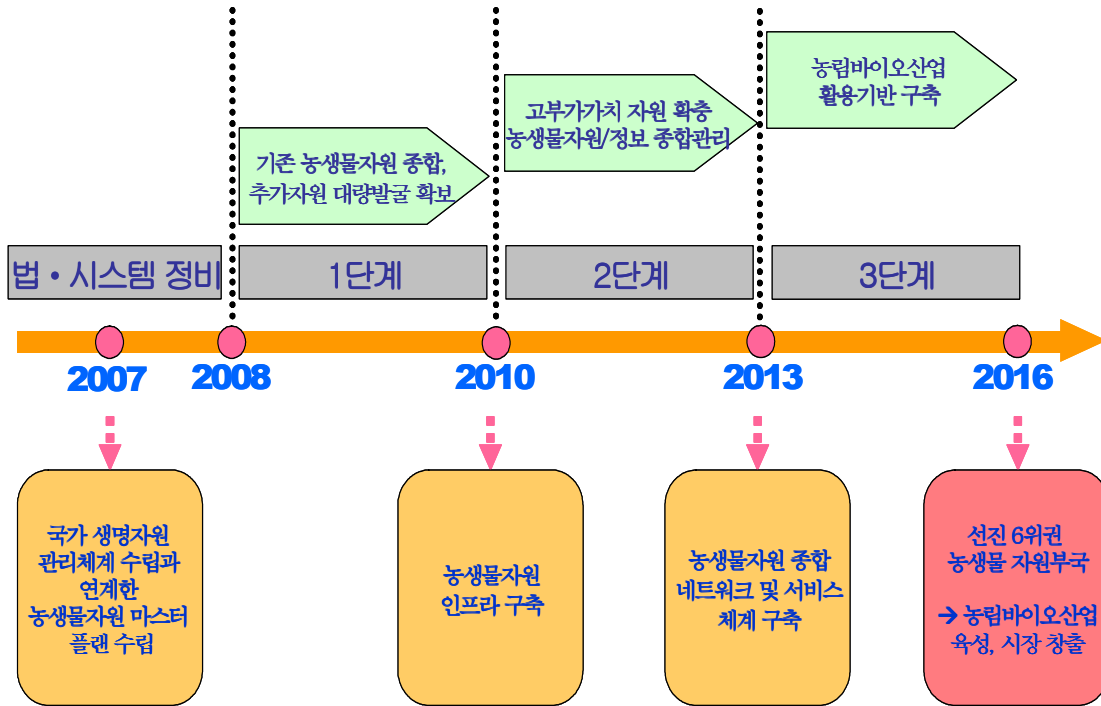 농림바이오산업
활용기반 구축
고부가가치 자원 확충
농생물자원/정보 종합관리
기존 농생물자원 종합,
추가자원 대량발굴 확보
법・시스템 정비
1단계
2단계
3단계
2007
2008
2010
2013
2016
국가 생명자원
관리체계 수립과
연계한
농생물자원 마스터
플랜 수립
농생물자원
인프라 구축
농생물자원 종합
네트워크 및 서비스
체계 구축
선진 6위권
농생물 자원부국
→ 농림바이오산업
육성, 시장 창출